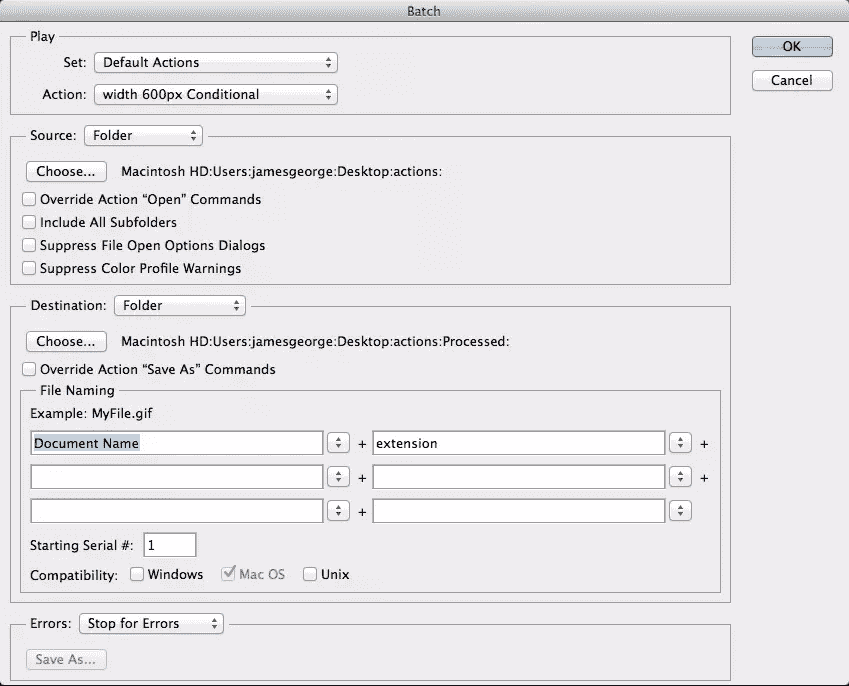 Batch
Play
Set: Default Actions
OK
Action: width 600px Conditional
Cancel
Source: Folder
Choose... Macintosh HD:Users:jamesgeorge:Desktop:actions:
Override Action “Open” Commands
Include All Subfolders
Suppress File Open Options Dialogs
Suppress Color Profile Warnings
Destination: Folder
Choose... Macintosh HD:Users:jamesgeorge:Desktop:actions:Processed:
Override Action “Save As” Commands
File Naming
Example: MyFile.gif
Document Name + extension +
+ +
+
Starting Serial #: 1
Compatibility: Windows Mac OS Unix
Errors: Stop for Errors
Save As...